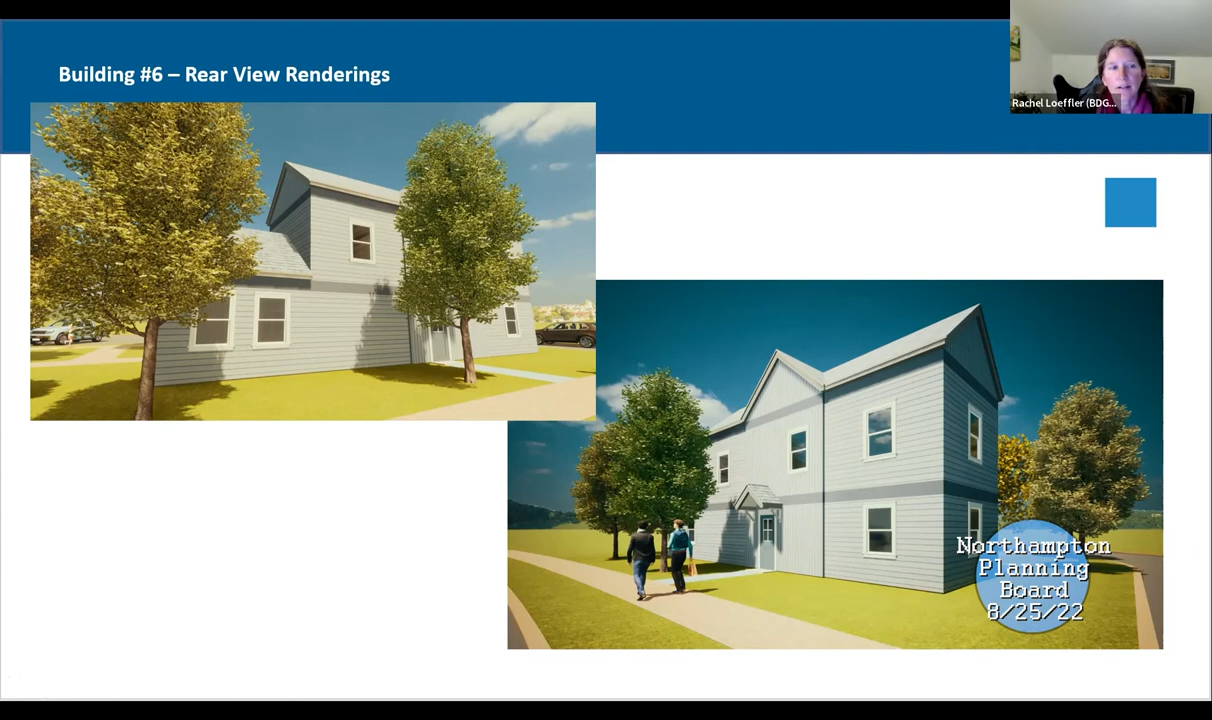 Building #6 – Rear View Renderings
Rachel Loeffler (BDG...
Northampton
Planning
Board
8/25/22